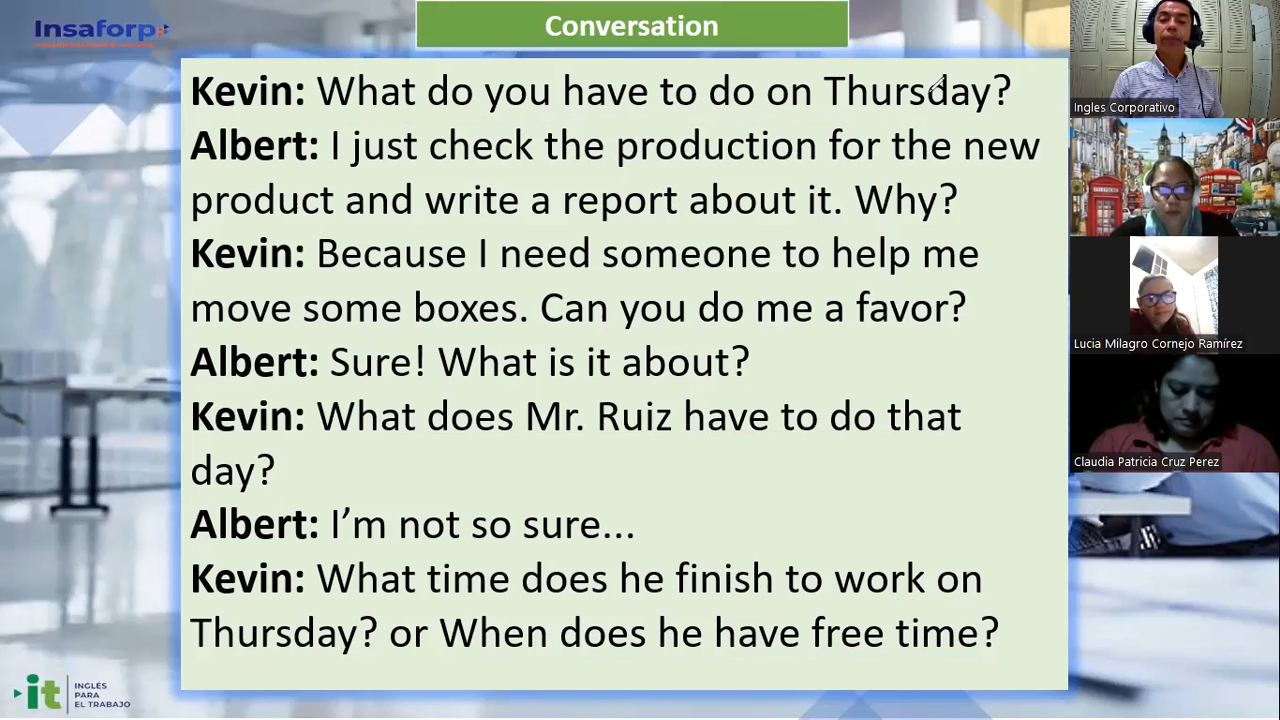 Insaforp
Conversation
Kevin: What do you have to do on Thursday?
Albert: I just check the production for the new
product and write a report about it. Why?
Kevin: Because I need someone to help me
move some boxes. Can you do me a favor?
Albert: Sure! What is it about?
Kevin: What does Mr. Ruiz have to do that
day?
Albert: I’m not so sure...
Kevin: What time does he finish to work on
Thursday? or When does he have free time?
it
INGLÉS
PARA
EL TRABAJO
Ingles Corporativo
Lucia Milagro Cornejo Ramírez
Claudia Patricia Cruz Perez